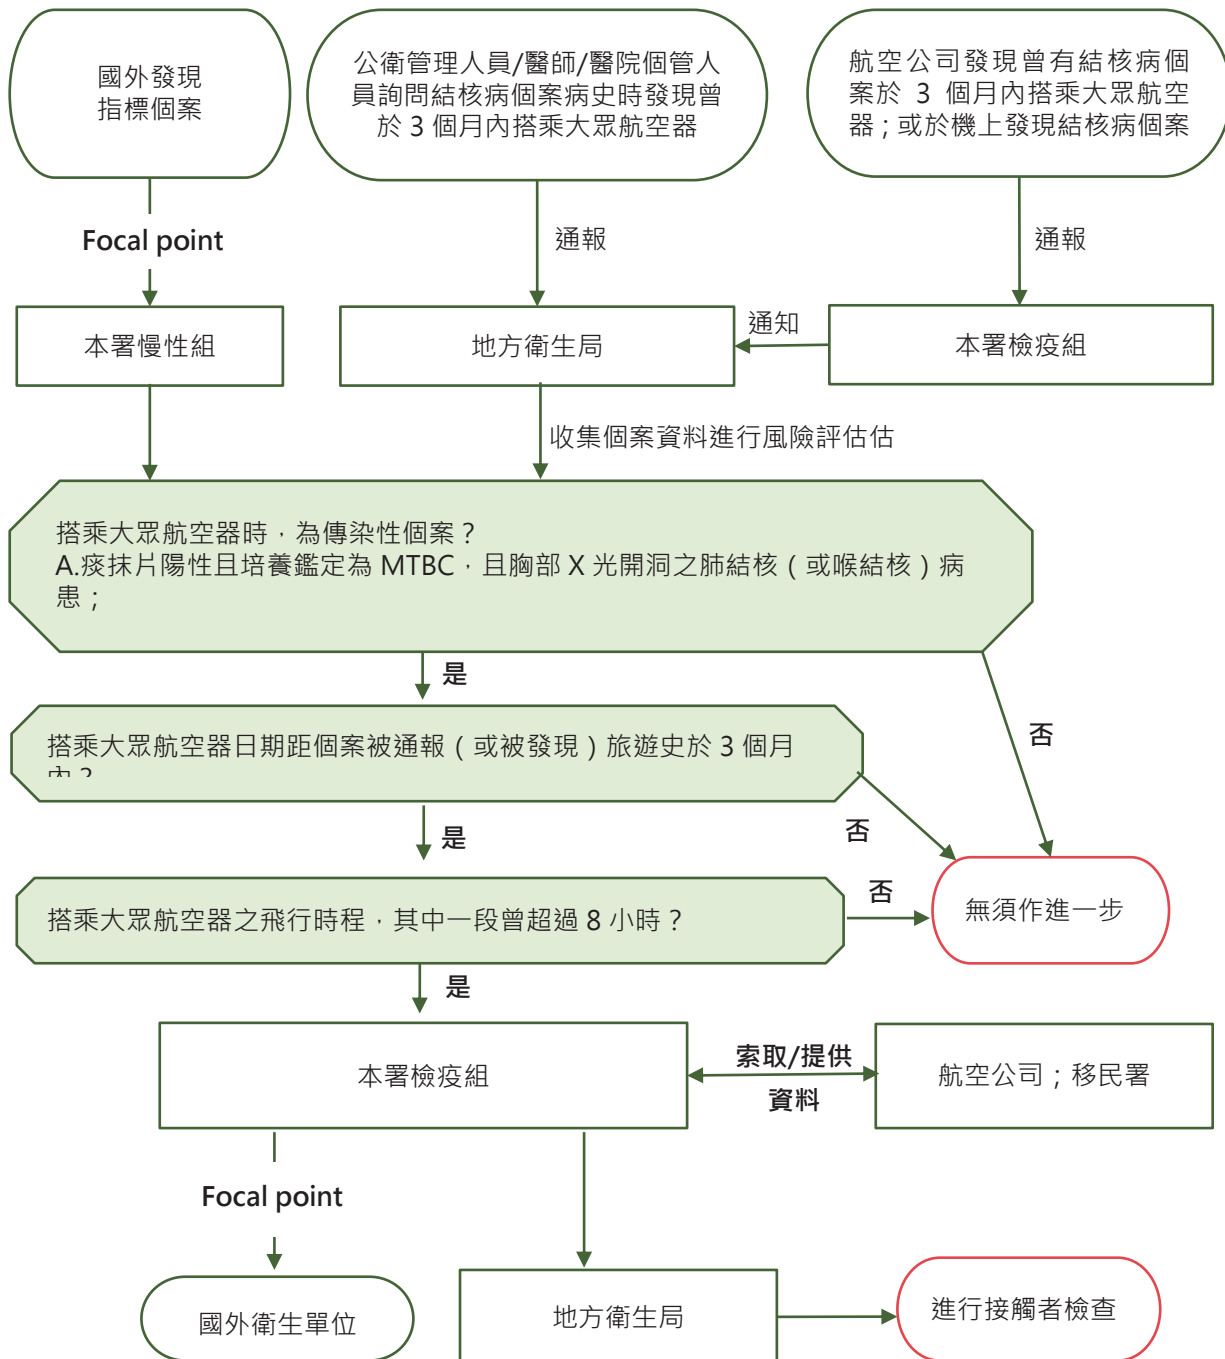 國外發現
指標個案
公衛管理人員/醫師/醫院個管人
員詢問結核病個案病史時發現曾
於 3 個月內搭乘大眾航空器
航空公司發現曾有結核病個
案於 3 個月內搭乘大眾航空
器；或於機上發現結核病個案
Focal point
通報
通報
本署慢性組
地方衛生局
通知
本署檢疫組
收集個案資料進行風險評估估
搭乘大眾航空器時，為傳染性個案？
A.痰抹片陽性且培養鑑定為 MTBC，且胸部 X 光開洞之肺結核（或喉結核）病
患；
是
否
搭乘大眾航空器日期距個案被通報（或被發現）旅遊史於 3 個月
內？
是
否
搭乘大眾航空器之飛行時程，其中一段曾超過 8 小時？
否
無須作進一步
是
本署檢疫組
索取/提供
資料
航空公司；移民署
Focal point
國外衛生單位
地方衛生局
進行接觸者檢查